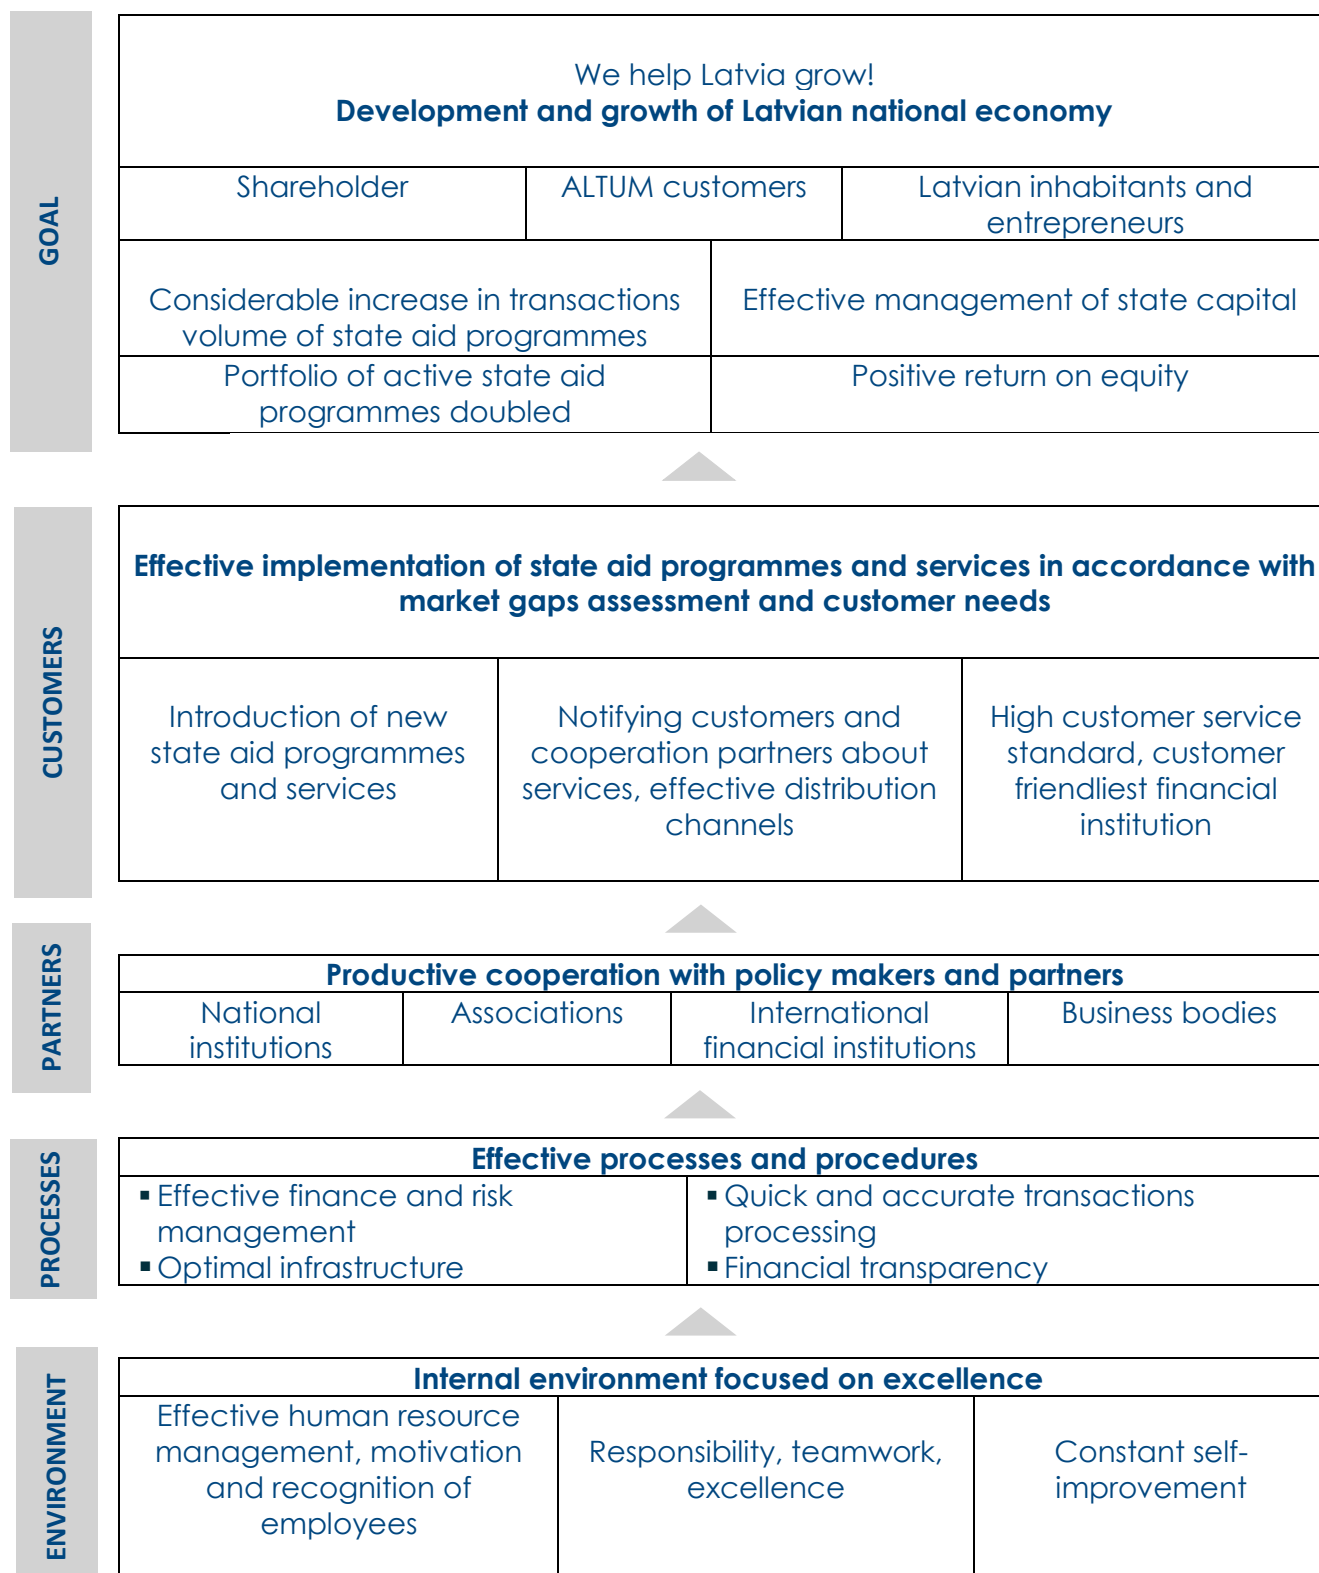 GOAL
We help Latvia grow!
Development and growth of Latvian national economy
Shareholder
ALTUM customers
Latvian inhabitants and
entrepreneurs
Considerable increase in transactions
volume of state aid programmes
Effective management of state capital
Portfolio of active state aid
programmes doubled
Positive return on equity
CUSTOMERS
Effective implementation of state aid programmes and services in accordance with
market gaps assessment and customer needs
Introduction of new
state aid programmes
and services
Notifying customers and
cooperation partners about
services, effective distribution
channels
High customer service
standard, customer
friendliest financial
institution
PARTNERS
Productive cooperation with policy makers and partners
National
institutions
Associations
International
financial institutions
Business bodies
PROCESSES
Effective processes and procedures
▪ Effective finance and risk
management
▪ Optimal infrastructure
▪ Quick and accurate transactions
processing
▪ Financial transparency
ENVIRONMENT
Internal environment focused on excellence
Effective human resource
management, motivation
and recognition of
employees
Responsibility, teamwork,
excellence
Constant self-
improvement